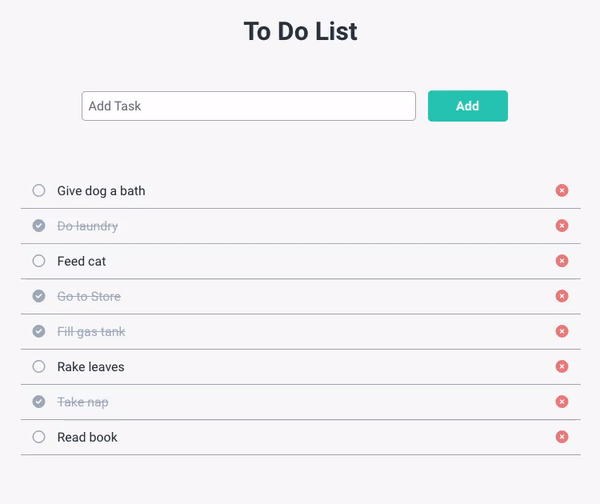 To Do List
Add Task
Add
Give dog a bath
Do laundry
Feed cat
Go to Store
Fill gas tank
Rake leaves
Take nap
Read book